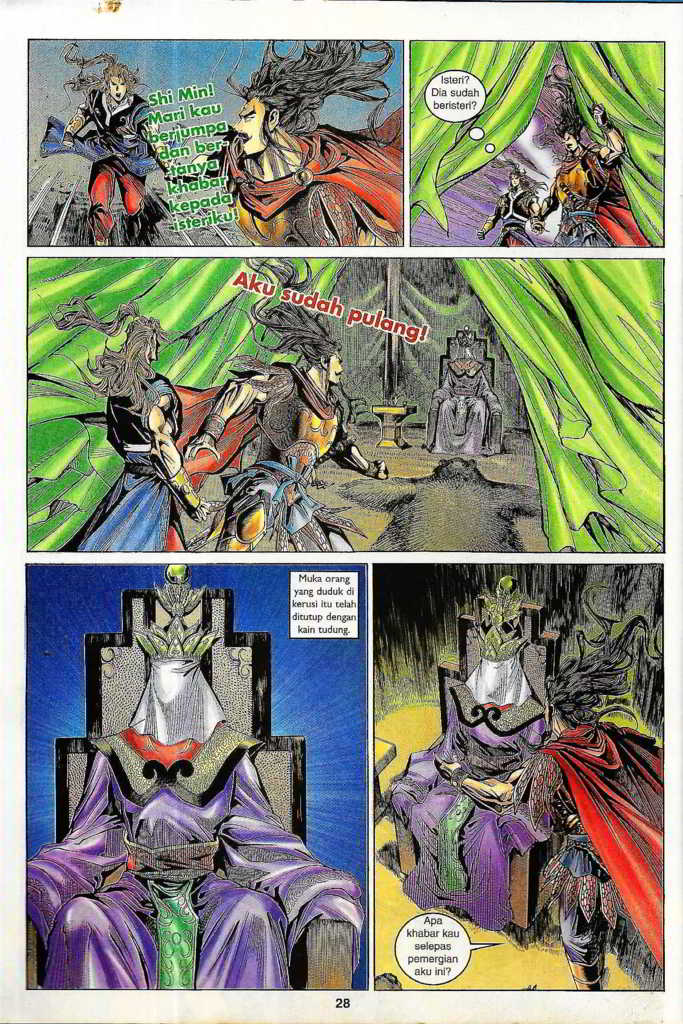 Shi Min!
Mari kau
berjumpa
dan ber-
tanya
khabar
kepada
isteriku!
Isteri?
Dia sudah
beristeri?
Aku sudah pulang!
Muka orang
yang duduk di
kerusi itu telah
ditutup dengan
kain tudung.
Apa
khabar kau
selepas
pemergian
aku ini?
28